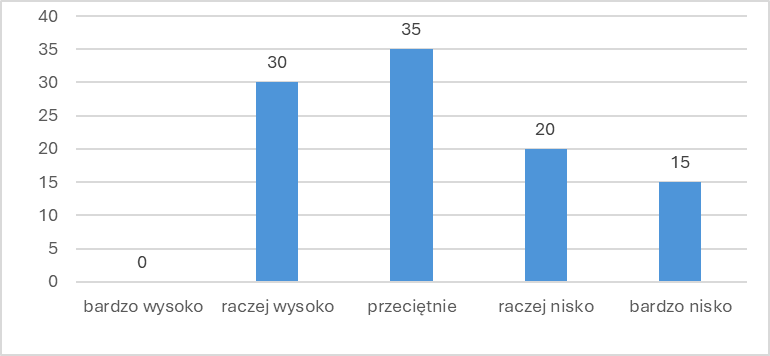 40
35
30
25
20
15
10
5
0
0
30
35
20
15
bardzo wysoko
raczej wysoko
przeciętnie
raczej nisko
bardzo nisko